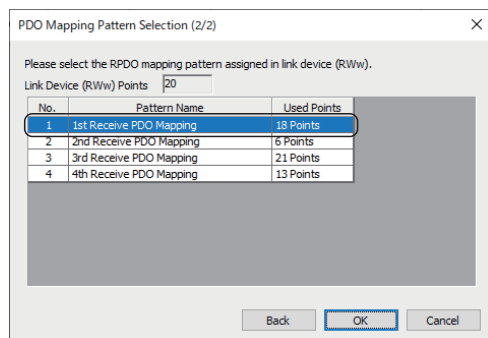 PDO Mapping Pattern Selection (2/2)
Please select the RPDO mapping pattern assigned in link device (RWw).
Link Device (RWw) Points 20
No. Pattern Name Used Points
1 1st Receive PDO Mapping 18 Points
2 2nd Receive PDO Mapping 6 Points
3 3rd Receive PDO Mapping 21 Points
4 4th Receive PDO Mapping 13 Points
Back OK Cancel